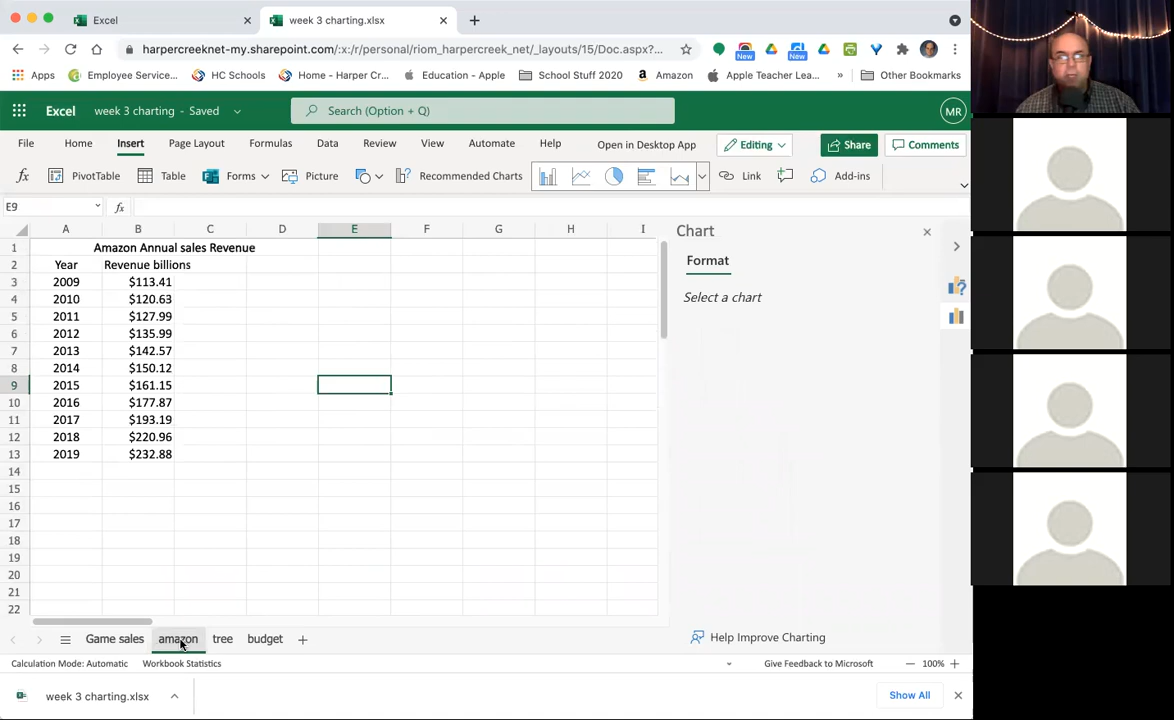 Excel
week 3 charting.xlsx
harpercreeknet-my.sharepoint.com/:x:/r/personal/riom_harpercreek_net/_layouts/15/Doc.aspx?...
New
New
Apps
Employee Service...
HC Schools
Home - Harper Cr...
Education - Apple
School Stuff 2020
Amazon
Apple Teacher Lea...
»
Other Bookmarks
Excel
week 3 charting - Saved
Search (Option + Q)
MR
File
Home
Insert
Page Layout
Formulas
Data
Review
View
Automate
Help
Open in Desktop App
Editing
Share
Comments
fx
PivotTable
Table
Forms
Picture
Recommended Charts
Link
Add-ins
E9
fx
A B C D E F G H I
1 Amazon Annual sales Revenue
2 Year Revenue billions
3 2009 $113.41
4 2010 $120.63
5 2011 $127.99
6 2012 $135.99
7 2013 $142.57
8 2014 $150.12
9 2015 $161.15
10 2016 $177.87
11 2017 $193.19
12 2018 $220.96
13 2019 $232.88
14
15
16
17
18
19
20
21
22
Chart
Format
Select a chart
Help Improve Charting
Game sales
amazon
tree
budget
Calculation Mode: Automatic
Workbook Statistics
Give Feedback to Microsoft
100%
week 3 charting.xlsx
Show All